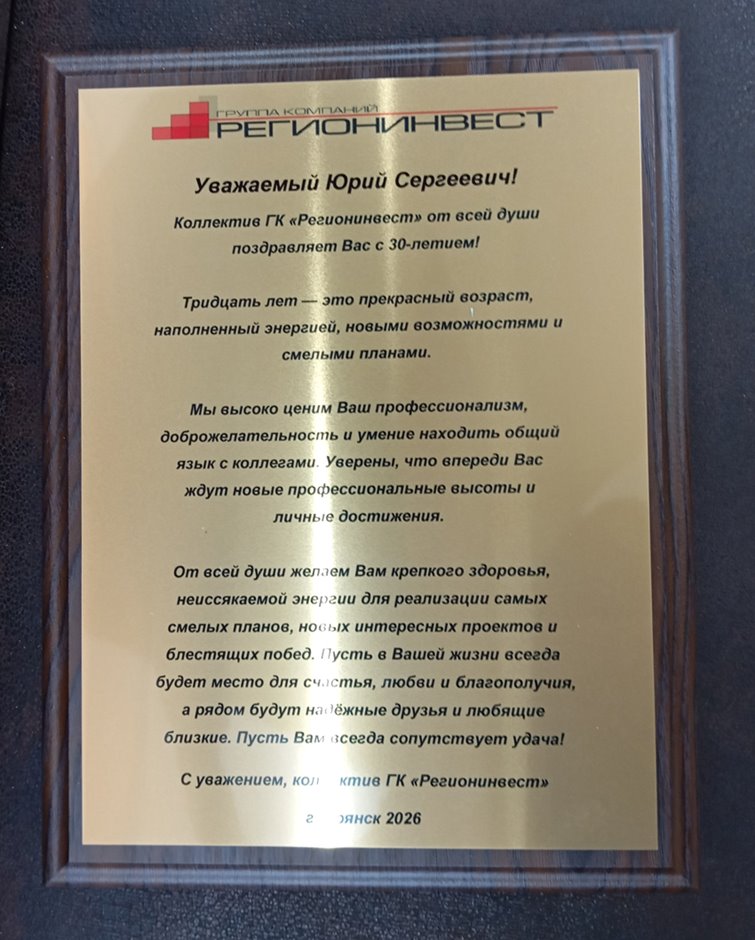 ГРУППА КОМПАНИЙ
РЕГИОНИНВЕСТ
Уважаемый Юрий Сергеевич!
Коллектив ГК «Регионинвест» от всей души
поздравляет Вас с 30-летием!
Тридцать лет — это прекрасный возраст,
наполненный энергией, новыми возможностями и
смелыми планами.
Мы высоко ценим Ваш профессионализм,
доброжелательность и умение находить общий
язык с коллегами. Уверены, что впереди Вас
ждут новые профессиональные высоты и
личные достижения.
От всей души желаем Вам крепкого здоровья,
неиссякаемой энергии для реализации самых
смелых планов, новых интересных проектов и
блестящих побед. Пусть в Вашей жизни всегда
будет место для счастья, любви и благополучия,
а рядом будут надёжные друзья и любящие
близкие. Пусть Вам всегда сопутствует удача!
С уважением, коллектив ГК «Регионинвест»
2026